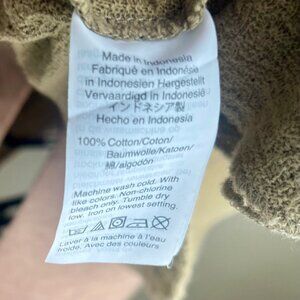 Made in Indonesia
Fabriqué en Indonésie
in Indonesien Hergestellt
Vervaardigd in Indonesië
インドネシア製
Hecho en Indonesia
100% Cotton/Coton/
Baumwolle/Katoen/
綿/algodón
Machine wash cold. With
like colors. Non-chlorine
bleach only. Tumble dry
low. Iron on lowest setting.
Laver à la machine à l'eau
froide. Avec des couleurs